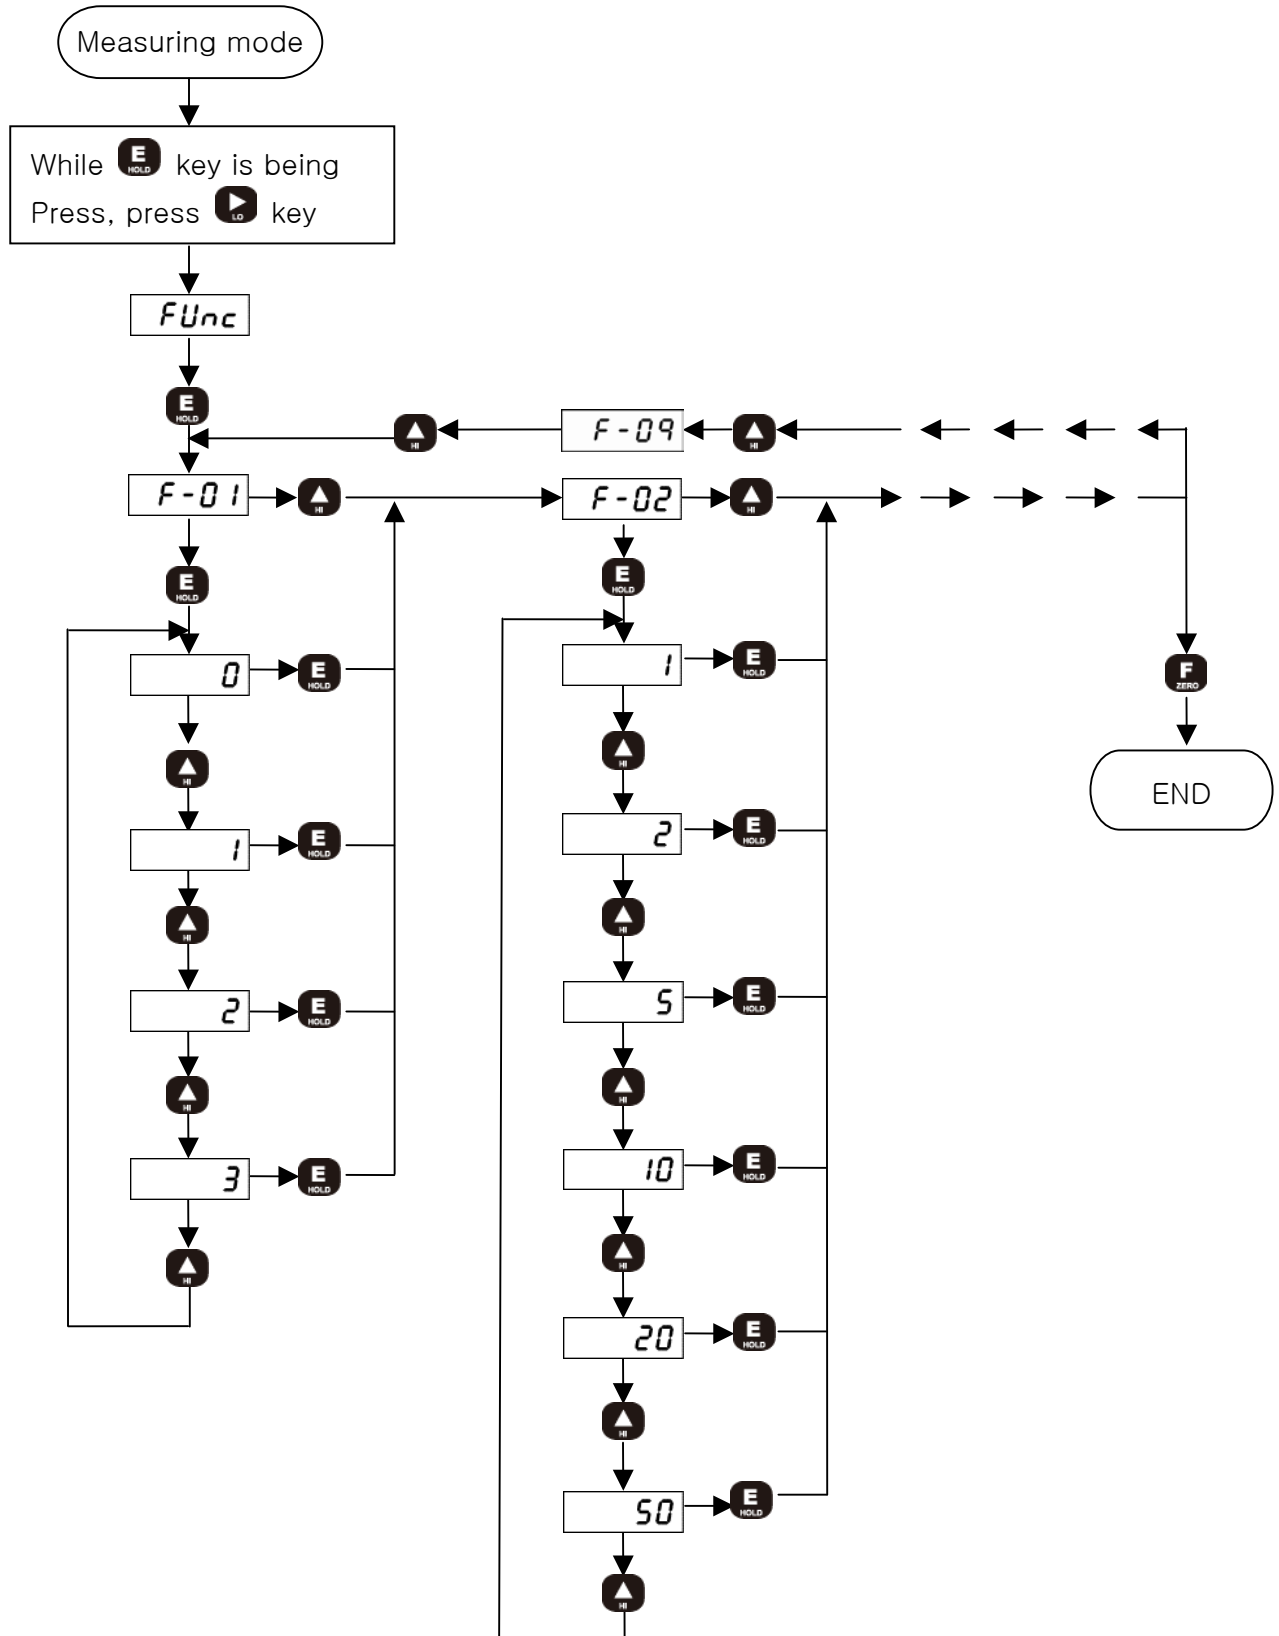 Measuring mode
While E HOLD key is being
Press, press LO key
FUnc
E HOLD
HI F-09 HI
F-01 HI F-02 HI
E HOLD E HOLD
0 E HOLD
1 E HOLD
F ZERO
HI HI
END
1 E HOLD
2 E HOLD
HI HI
2 E HOLD
5 E HOLD
HI HI
3 E HOLD
10 E HOLD
HI HI
20 E HOLD
HI
50 E HOLD
HI